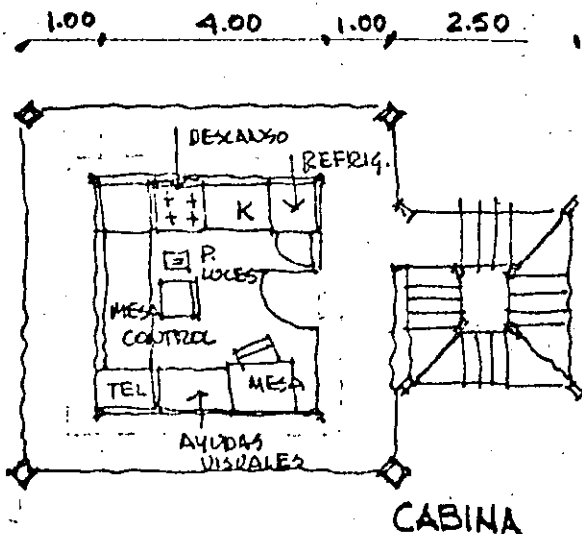 1.00 4.00 1.00 2.50
DESCANSO
REFRIG.
K
P.
LUCES
MESA
CONTROL
TEL
MESA
AYUDAS
VISUALES
CABINA